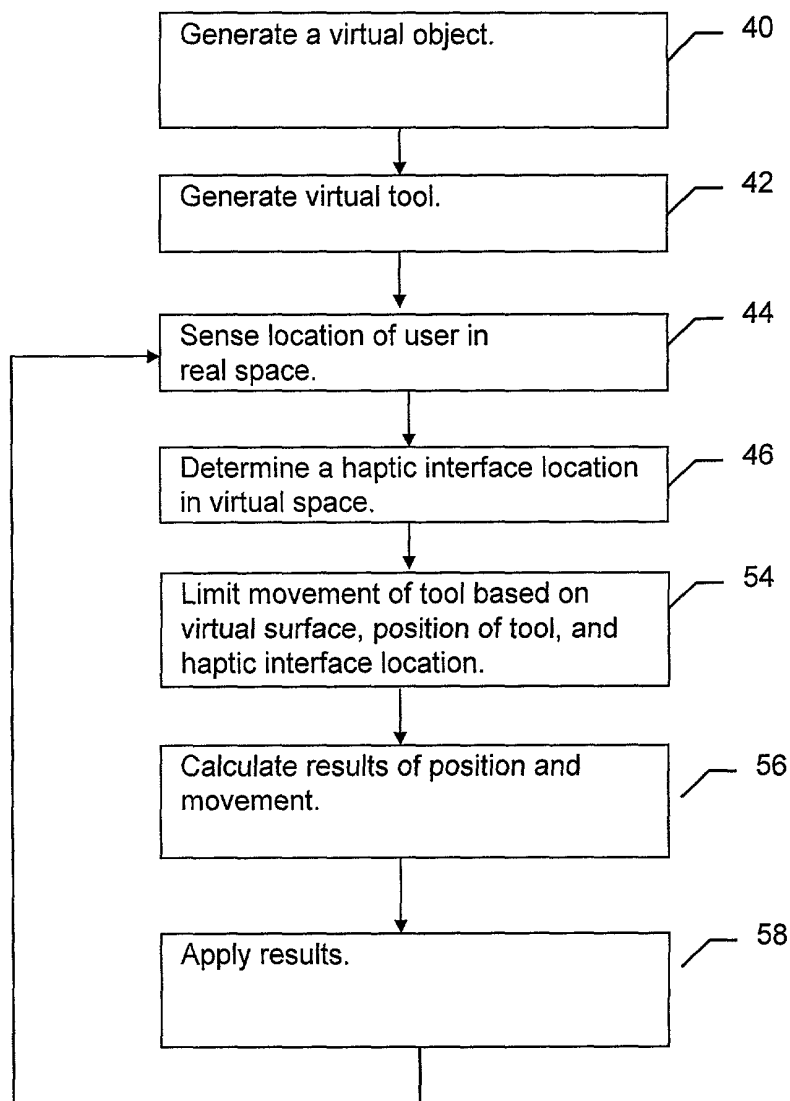 Generate a virtual object.
40
Generate virtual tool.
42
Sense location of user in
real space.
44
Determine a haptic interface location
in virtual space.
46
Limit movement of tool based on
virtual surface, position of tool, and
haptic interface location.
54
Calculate results of position and
movement.
56
Apply results.
58